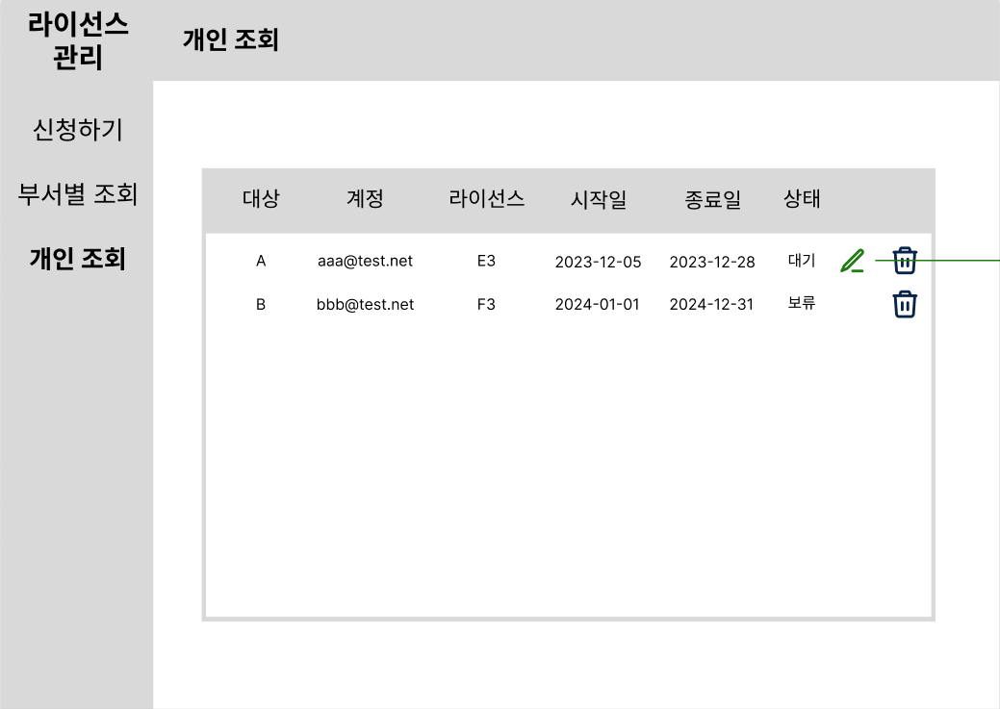 라이선스
관리
개인 조회
신청하기
부서별 조회
개인 조회
대상 계정 라이선스 시작일 종료일 상태
A aaa@test.net E3 2023-12-05 2023-12-28 대기
B bbb@test.net F3 2024-01-01 2024-12-31 보류